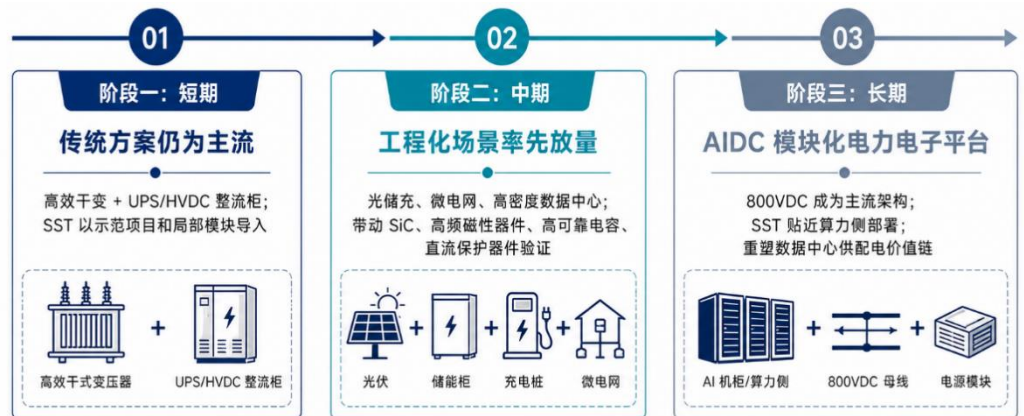 01
02
03
阶段一：短期
传统方案仍为主流
高效干变 + UPS/HVDC 整流柜；
SST 以示范项目和局部模块导入
高效干式变压器
+
UPS/HVDC 整流柜
阶段二：中期
工程化场景率先放量
光储充、微电网、高密度数据中心；
带动 SiC、高频磁性器件、高可靠电容、
直流保护器件验证
光伏
+
储能柜
+
充电桩
+
微电网
阶段三：长期
AIDC 模块化电力电子平台
800VDC 成为主流架构；
SST 贴近算力侧部署；
重塑数据中心供配电价值链
AI 机柜/算力侧
+
800VDC 母线
+
电源模块